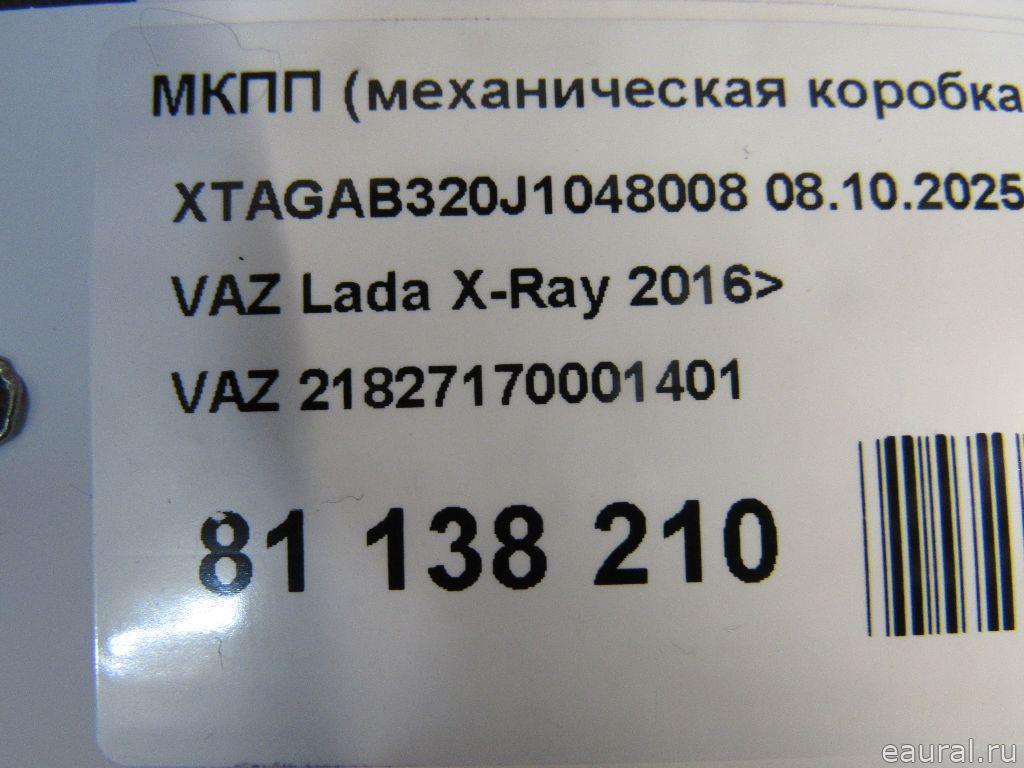 МКПП (механическая коробка
XTAGAB320J1048008 08.10.2025
VAZ Lada X-Ray 2016>
VAZ 21827170001401
81 138 210
eaural.ru